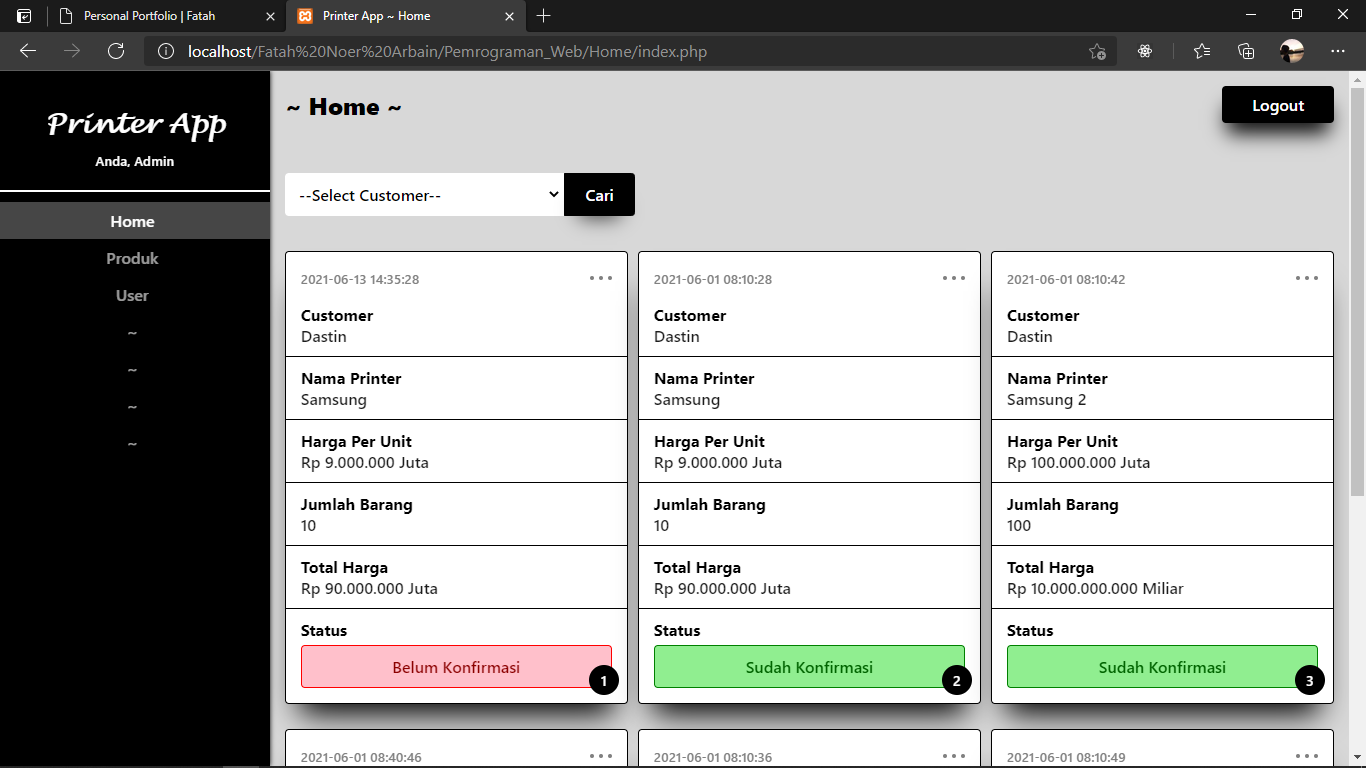 Personal Portfolio | Fatah
Printer App ~ Home
localhost/Fatah%20Noer%20Arbain/Pemrograman_Web/Home/index.php
Printer App
Anda, Admin
Home
Produk
User
~
~
~
~
~ Home ~
Logout
--Select Customer--
Cari
2021-06-13 14:35:28
Customer
Dastin
Nama Printer
Samsung
Harga Per Unit
Rp 9.000.000 Juta
Jumlah Barang
10
Total Harga
Rp 90.000.000 Juta
Status
Belum Konfirmasi
1
2021-06-01 08:10:28
Customer
Dastin
Nama Printer
Samsung
Harga Per Unit
Rp 9.000.000 Juta
Jumlah Barang
10
Total Harga
Rp 90.000.000 Juta
Status
Sudah Konfirmasi
2
2021-06-01 08:10:42
Customer
Dastin
Nama Printer
Samsung 2
Harga Per Unit
Rp 100.000.000 Juta
Jumlah Barang
100
Total Harga
Rp 10.000.000.000 Miliar
Status
Sudah Konfirmasi
3
2021-06-01 08:40:46
2021-06-01 08:10:36
2021-06-01 08:10:49